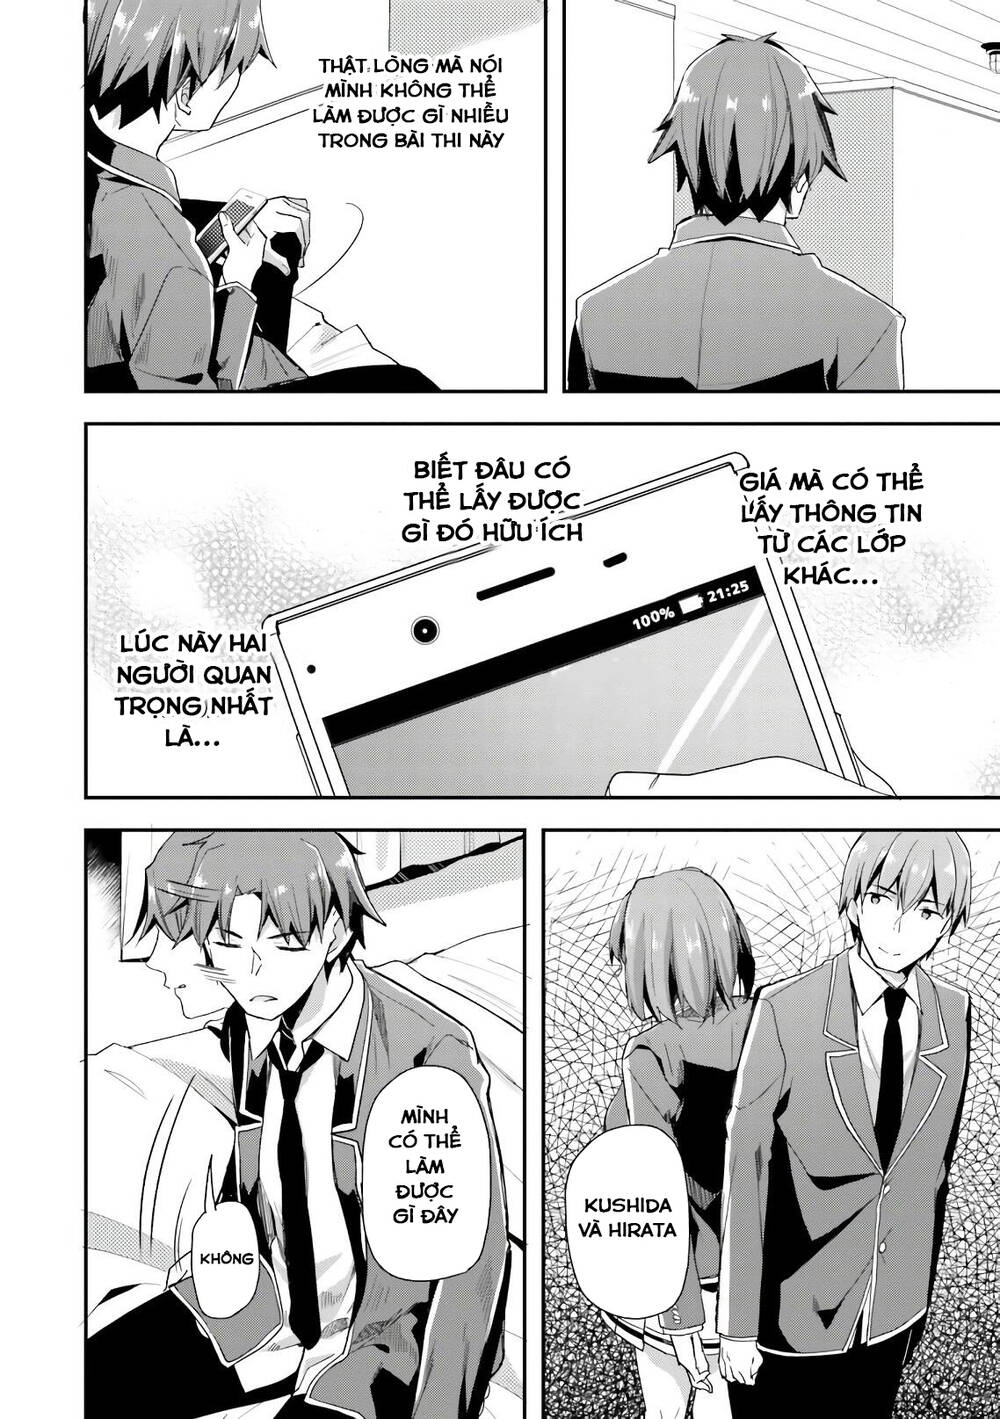 THẬT LÒNG MÀ NÓI
MÌNH KHÔNG THỂ
LÀM ĐƯỢC GÌ NHIỀU
TRONG BÀI THI NÀY
GIÁ MÀ CÓ THỂ
LẤY THÔNG TIN
TỪ CÁC LỚP
KHÁC...
BIẾT ĐÂU CÓ
THỂ LẤY ĐƯỢC
GÌ ĐÓ HỮU ÍCH
100% 21:25
LÚC NÀY HAI
NGƯỜI QUAN
TRỌNG NHẤT
LÀ...
KUSHIDA
VÀ HIRATA
MÌNH
CÓ THỂ
LÀM
ĐƯỢC
GÌ ĐÂY
KHÔNG